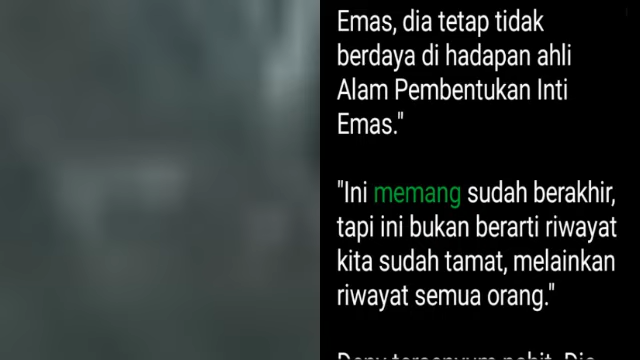 Emas, dia tetap tidak
berdaya di hadapan ahli
Alam Pembentukan Inti
Emas."
"Ini memang sudah berakhir,
tapi ini bukan berarti riwayat
kita sudah tamat, melainkan
riwayat semua orang."